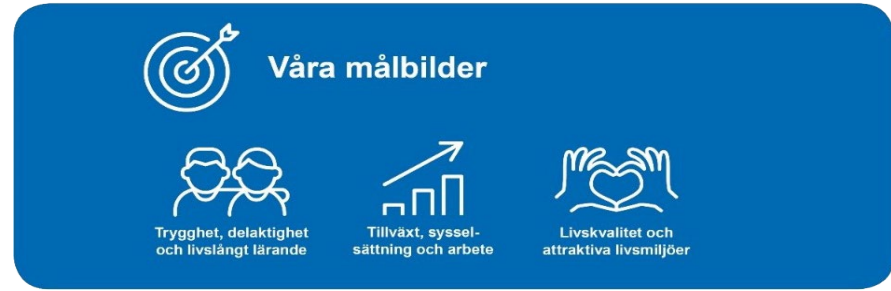 Våra målbilder
Trygghet, delaktighet
och livslångt lärande
Tillväxt, syssel-
sättning och arbete
Livskvalitet och
attraktiva livsmiljöer